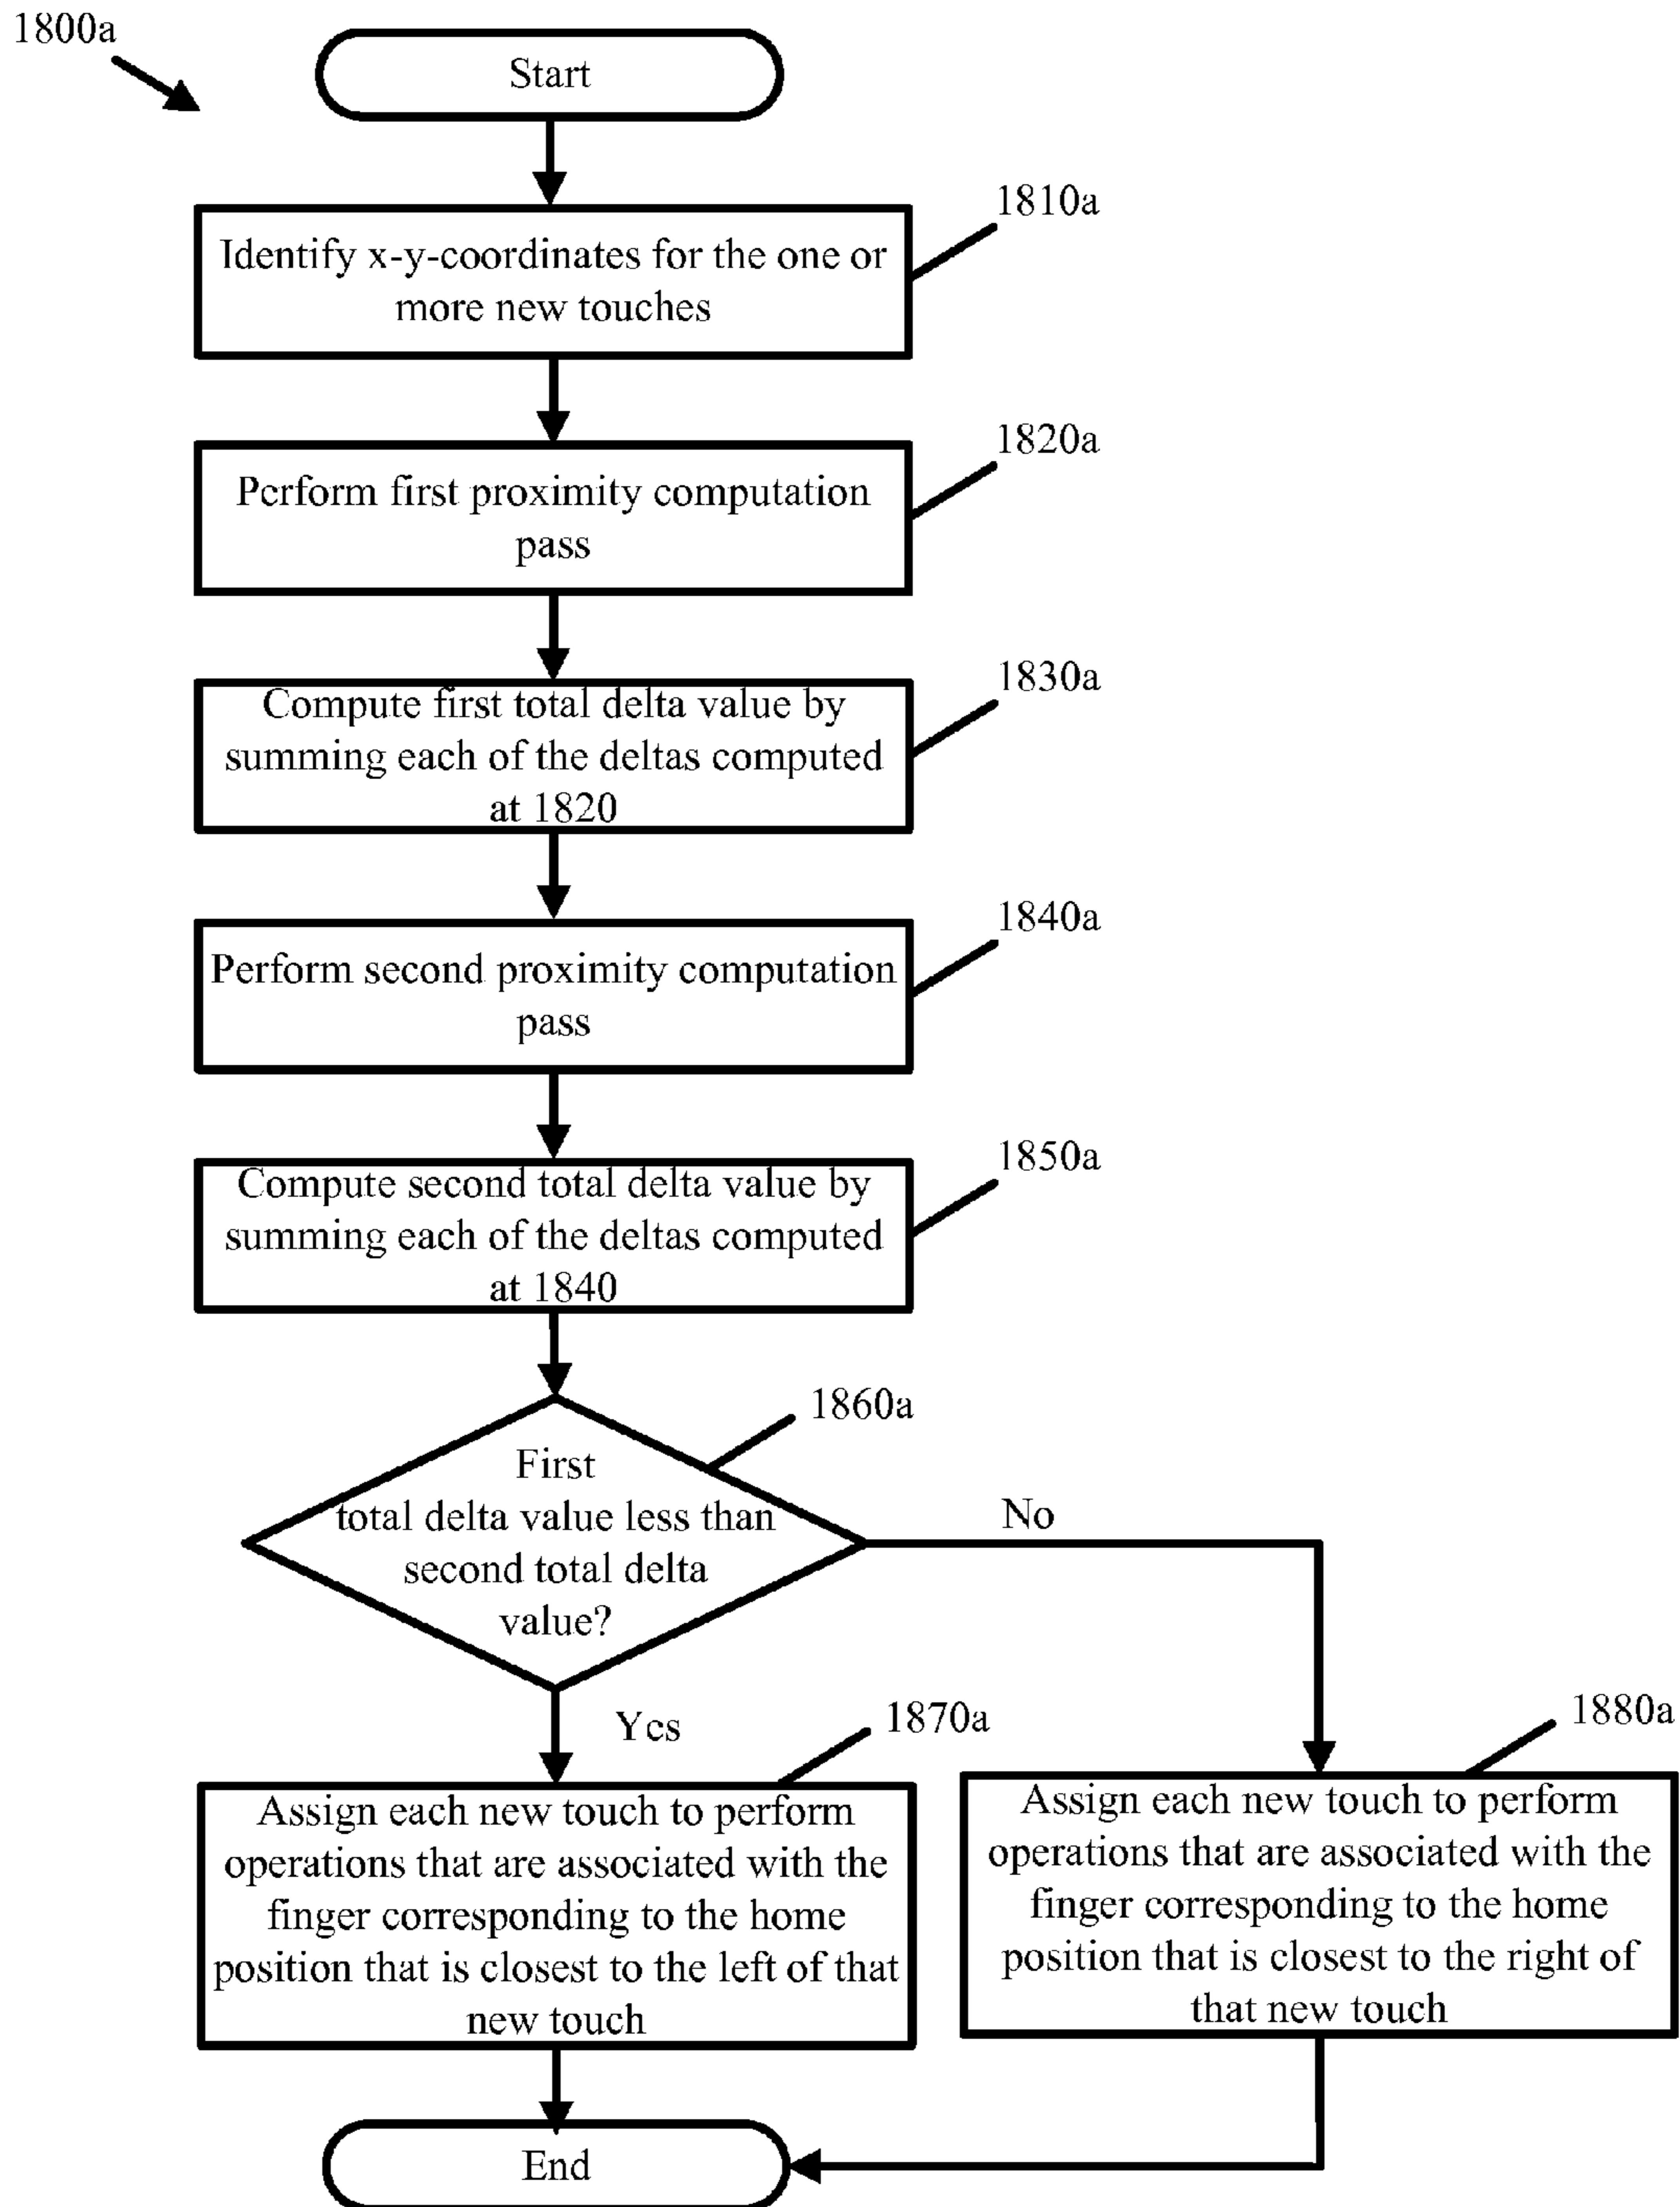 1800a
Start
1810a
Identify x-y-coordinates for the one or
more new touches
1820a
Perform first proximity computation
pass
1830a
Compute first total delta value by
summing each of the deltas computed
at 1820
1840a
Perform second proximity computation
pass
1850a
Compute second total delta value by
summing each of the deltas computed
at 1840
1860a
First
total delta value less than
second total delta
value?
No
Yes
1870a
1880a
Assign each new touch to perform
operations that are associated with the
finger corresponding to the home
position that is closest to the left of that
new touch
Assign each new touch to perform
operations that are associated with the
finger corresponding to the home
position that is closest to the right of
that new touch
End